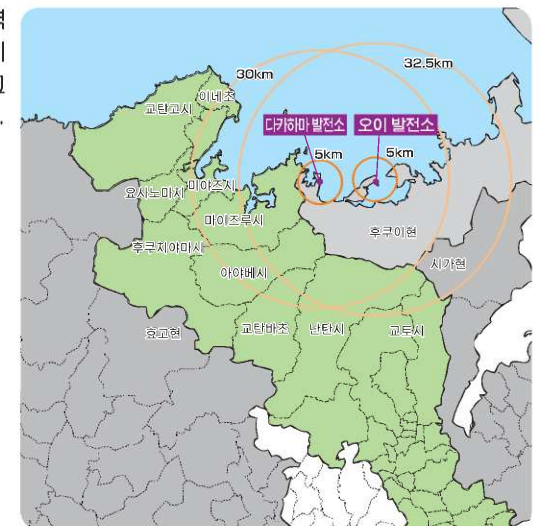 30km
32.5km
교탄고시
이네초
다카하마 발전소
오이 발전소
5km
5km
요사노마시
미야즈시
마이즈루시
후쿠이현
후쿠지야마시
시가현
아야베시
효고현
교탄바초
난탄시
교토시